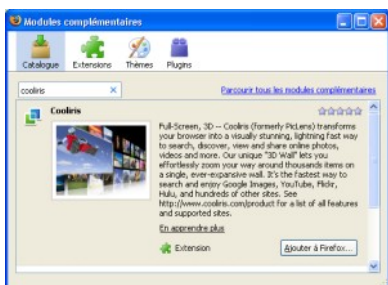 Modules complémentaires
Catalogue Extensions Thèmes Plugins
cooliris
Parcourir tous les modules complémentaires
Cooliris
Full-Screen, 3D -- Cooliris (formerly PicLens) transforms
your browser into a visually stunning, lightning fast way
to search, discover, view and share online photos,
videos and more. Our unique "3D Wall" lets you
effortlessly zoom your way around thousands items on
a single, ever-expansive wall. It's the fastest way to
search and enjoy Google Images, YouTube, Flickr,
Hulu, and hundreds of other sites. See
http://www.cooliris.com/product for a list of all features
and supported sites.
En apprendre plus
Extension
Ajouter à Firefox...